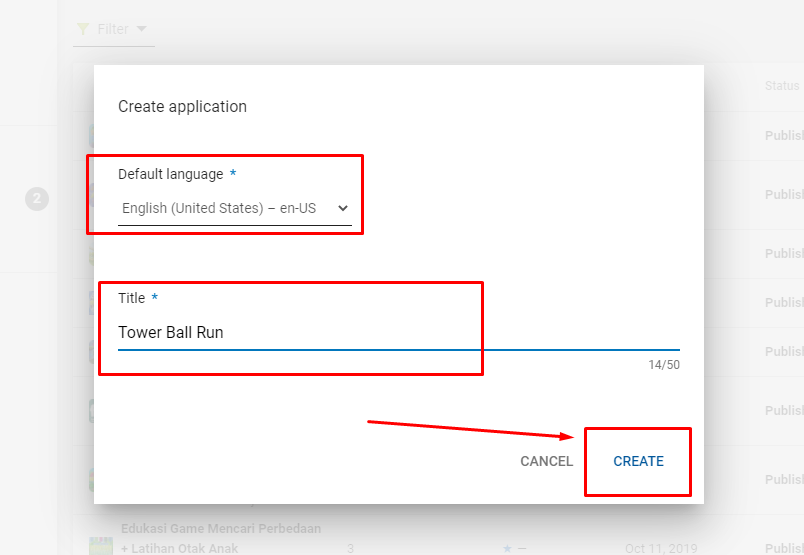 Filter
Status
Create application
Publish
Default language *
2
Publish
English (United States) – en-US
Publish
Title *
Publish
Tower Ball Run
Publish
14/50
Publish
CANCEL
CREATE
Publish
Edukasi Game Mencari Perbedaan
+ Latihan Otak Anak
3
★ –
Oct 11, 2019
Publish